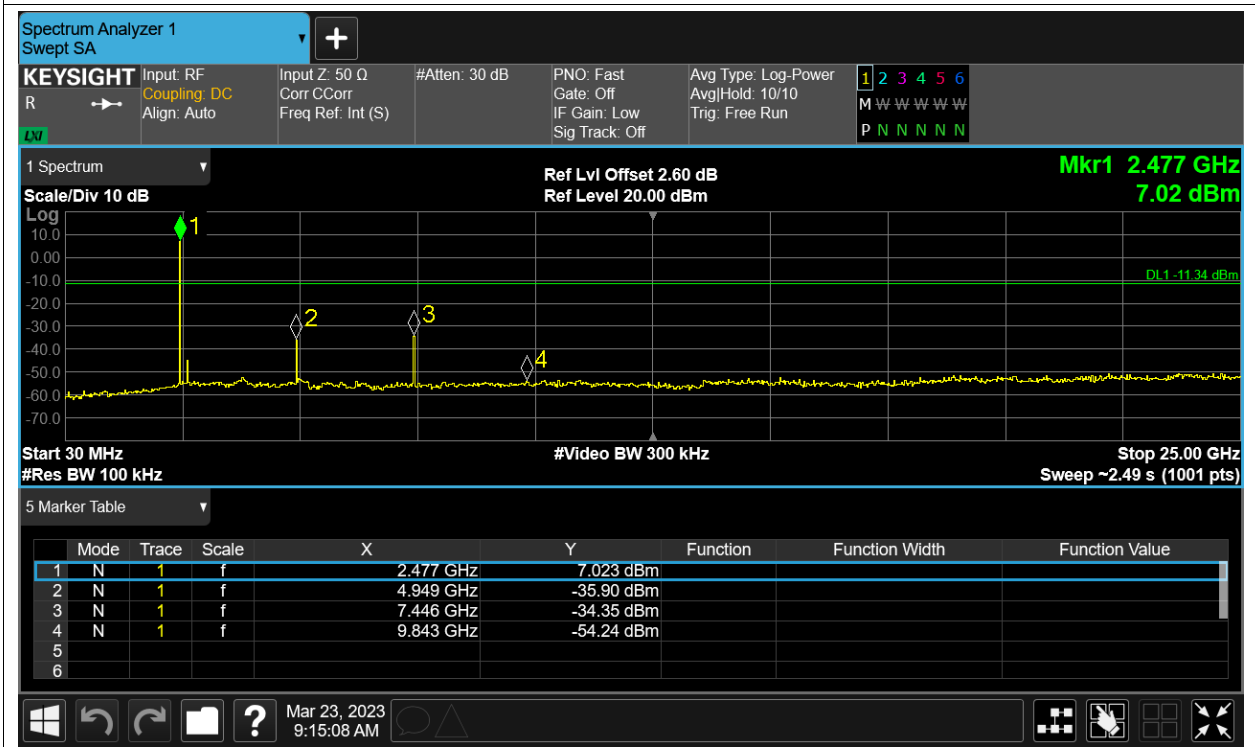 Spectrum Analyzer 1
Swept SA
+
KEYSIGHT Input: RF Input Z: 50 Ω #Atten: 30 dB PNO: Fast Avg Type: Log-Power 1 2 3 4 5 6
R Coupling: DC Corr CCorr Gate: Off Avg|Hold: 10/10 M W W W W W
Align: Auto Freq Ref: Int (S) IF Gain: Low Trig: Free Run
LXI Sig Track: Off P N N N N N
1 Spectrum Ref Lvl Offset 2.60 dB Mkr1 2.477 GHz
Scale/Div 10 dB Ref Level 20.00 dBm 7.02 dBm
Log
1
10.0
0.00
-10.0 DL1 -11.34 dBm
-20.0
2 3
-30.0
-40.0
4
-50.0
-60.0
-70.0
Start 30 MHz #Video BW 300 kHz Stop 25.00 GHz
#Res BW 100 kHz Sweep ~2.49 s (1001 pts)
5 Marker Table
Mode Trace Scale X Y Function Function Width Function Value
1 N 1 f 2.477 GHz 7.023 dBm
2 N 1 f 4.949 GHz -35.90 dBm
3 N 1 f 7.446 GHz -34.35 dBm
4 N 1 f 9.843 GHz -54.24 dBm
5
6
? Mar 23, 2023
9:15:08 AM